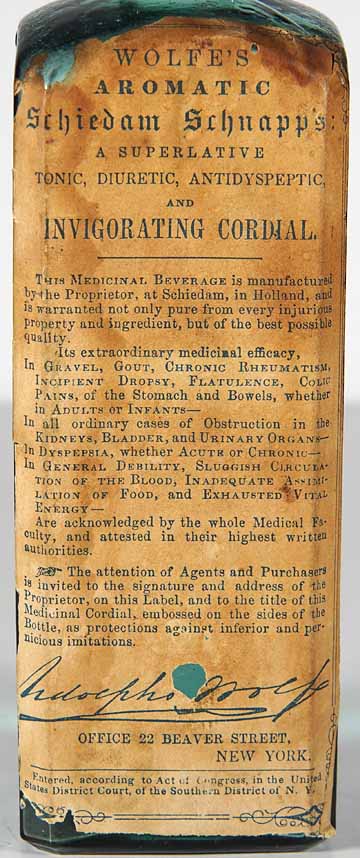 WOLFE'S
AROMATIC
Schiedam Schnapps:
A SUPERLATIVE
TONIC, DIURETIC, ANTIDYSPEPTIC,
AND
INVIGORATING CORDIAL.
THIS MEDICINAL BEVERAGE is manufactured
by the Proprietor, at Schiedam, in Holland, and
is warranted not only pure from every injurious
property and ingredient, but of the best possible
quality.
Its extraordinary medicinal efficacy,
In GRAVEL, GOUT, CHRONIC RHEUMATISM,
INCIPIENT DROPSY, FLATULENCE, COLIC
PAINS, of the Stomach and Bowels, whether
in ADULTS or INFANTS—
In all ordinary cases of Obstruction in the
KIDNEYS, BLADDER, and URINARY ORGANS—
In DYSPEPSIA, whether ACUTE or CHRONIC—
In GENERAL DEBILITY, SLUGGISH CIRCULA-
TION OF THE BLOOD, INADEQUATE ASSIMI-
LATION OF FOOD, and EXHAUSTED VITAL
ENERGY—
Are acknowledged by the whole Medical Fa-
culty, and attested in their highest written
authorities.
☞ The attention of Agents and Purchasers
is invited to the signature and address of the
Proprietor, on this Label, and to the title of this
Medicinal Cordial, embossed on the sides of the
Bottle, as protections against inferior and per-
nicious imitations.
Udolpho Wolfe
OFFICE 22 BEAVER STREET,
NEW YORK.
Entered, according to Act of Congress, in the United
States District Court, of the Southern District of N. Y.